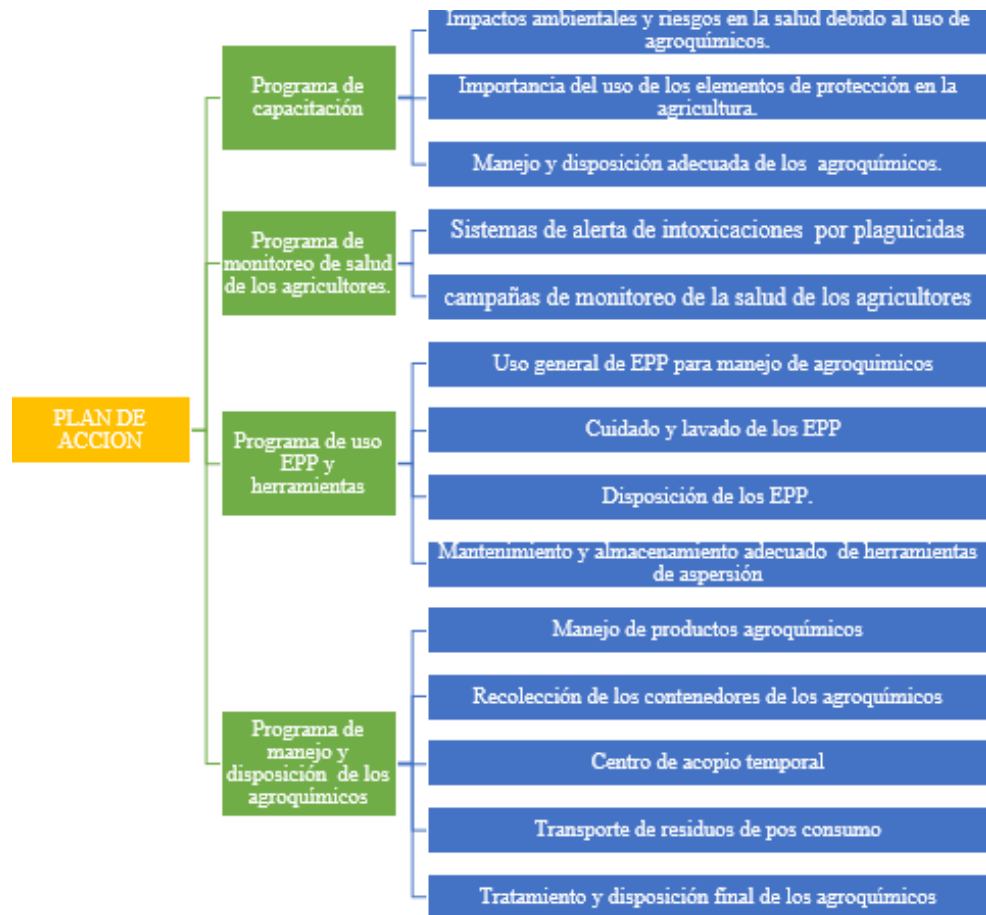 PLAN DE
ACCION
Programa de
capacitación
Impactos ambientales y riesgos en la salud debido al uso de
agroquímicos.
Importancia del uso de los elementos de protección en la
agricultura.
Manejo y disposición adecuada de los agroquímicos.
Programa de
monitoreo de salud
de los agricultores.
Sistemas de alerta de intoxicaciones por plaguicidas
campañas de monitoreo de la salud de los agricultores
Programa de uso
EPP y
herramientas
Uso general de EPP para manejo de agroquimicos
Cuidado y lavado de los EPP
Disposición de los EPP.
Mantenimiento y almacenamiento adecuado de herramientas
de aspersión
Programa de
manejo y
disposición de los
agroquímicos
Manejo de productos agroquímicos
Recolección de los contenedores de los agroquímicos
Centro de acopio temporal
Transporte de residuos de pos consumo
Tratamiento y disposición final de los agroquímicos